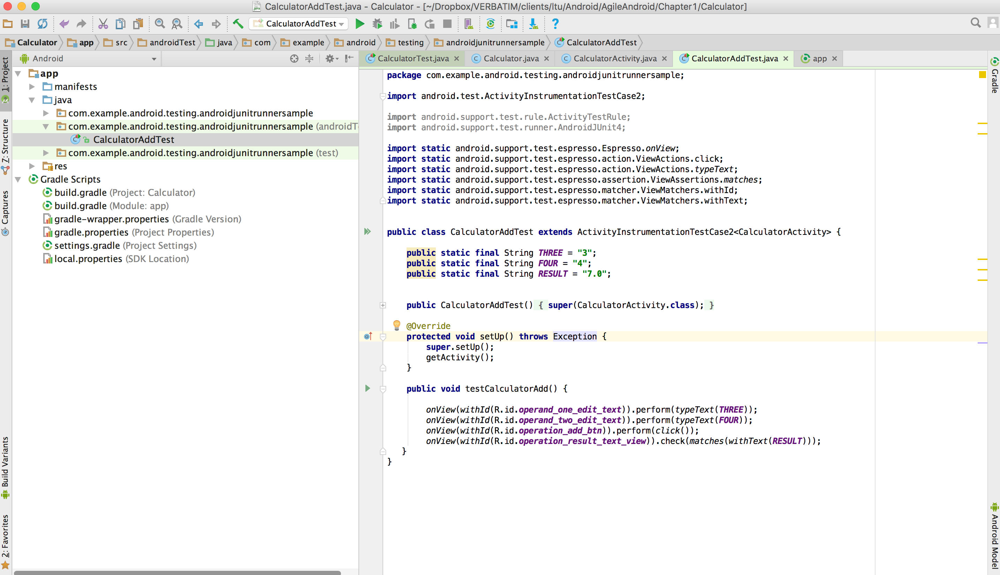 CalculatorAddTest.java - Calculator - [~/Dropbox/VERBATIM/clients/ltu/Android/AgileAndroid/Chapter1/Calculator]
CalculatorAddTest
Calculator app src androidTest java com example android testing androidjunitrunnersample CalculatorAddTest
Android
CalculatorTest.java Calculator.java CalculatorActivity.java CalculatorAddTest.java app
1: Project
7: Structure
Captures
Build Variants
2: Favorites
app
manifests
java
com.example.android.testing.androidjunitrunnersample
com.example.android.testing.androidjunitrunnersample (androidT
CalculatorAddTest
com.example.android.testing.androidjunitrunnersample (test)
res
Gradle Scripts
build.gradle (Project: Calculator)
build.gradle (Module: app)
gradle-wrapper.properties (Gradle Version)
gradle.properties (Project Properties)
settings.gradle (Project Settings)
local.properties (SDK Location)
package com.example.android.testing.androidjunitrunnersample;
import android.test.ActivityInstrumentationTestCase2;
import android.support.test.rule.ActivityTestRule;
import android.support.test.runner.AndroidJUnit4;
import static android.support.test.espresso.Espresso.onView;
import static android.support.test.espresso.action.ViewActions.click;
import static android.support.test.espresso.action.ViewActions.typeText;
import static android.support.test.espresso.assertion.ViewAssertions.matches;
import static android.support.test.espresso.matcher.ViewMatchers.withId;
import static android.support.test.espresso.matcher.ViewMatchers.withText;
public class CalculatorAddTest extends ActivityInstrumentationTestCase2<CalculatorActivity> {
public static final String THREE = "3";
public static final String FOUR = "4";
public static final String RESULT = "7.0";
public CalculatorAddTest() { super(CalculatorActivity.class); }
@Override
protected void setUp() throws Exception {
super.setUp();
getActivity();
}
public void testCalculatorAdd() {
onView(withId(R.id.operand_one_edit_text)).perform(typeText(THREE));
onView(withId(R.id.operand_two_edit_text)).perform(typeText(FOUR));
onView(withId(R.id.operation_add_btn)).perform(click());
onView(withId(R.id.operation_result_text_view)).check(matches(withText(RESULT)));
}
}
Gradle
Android Model